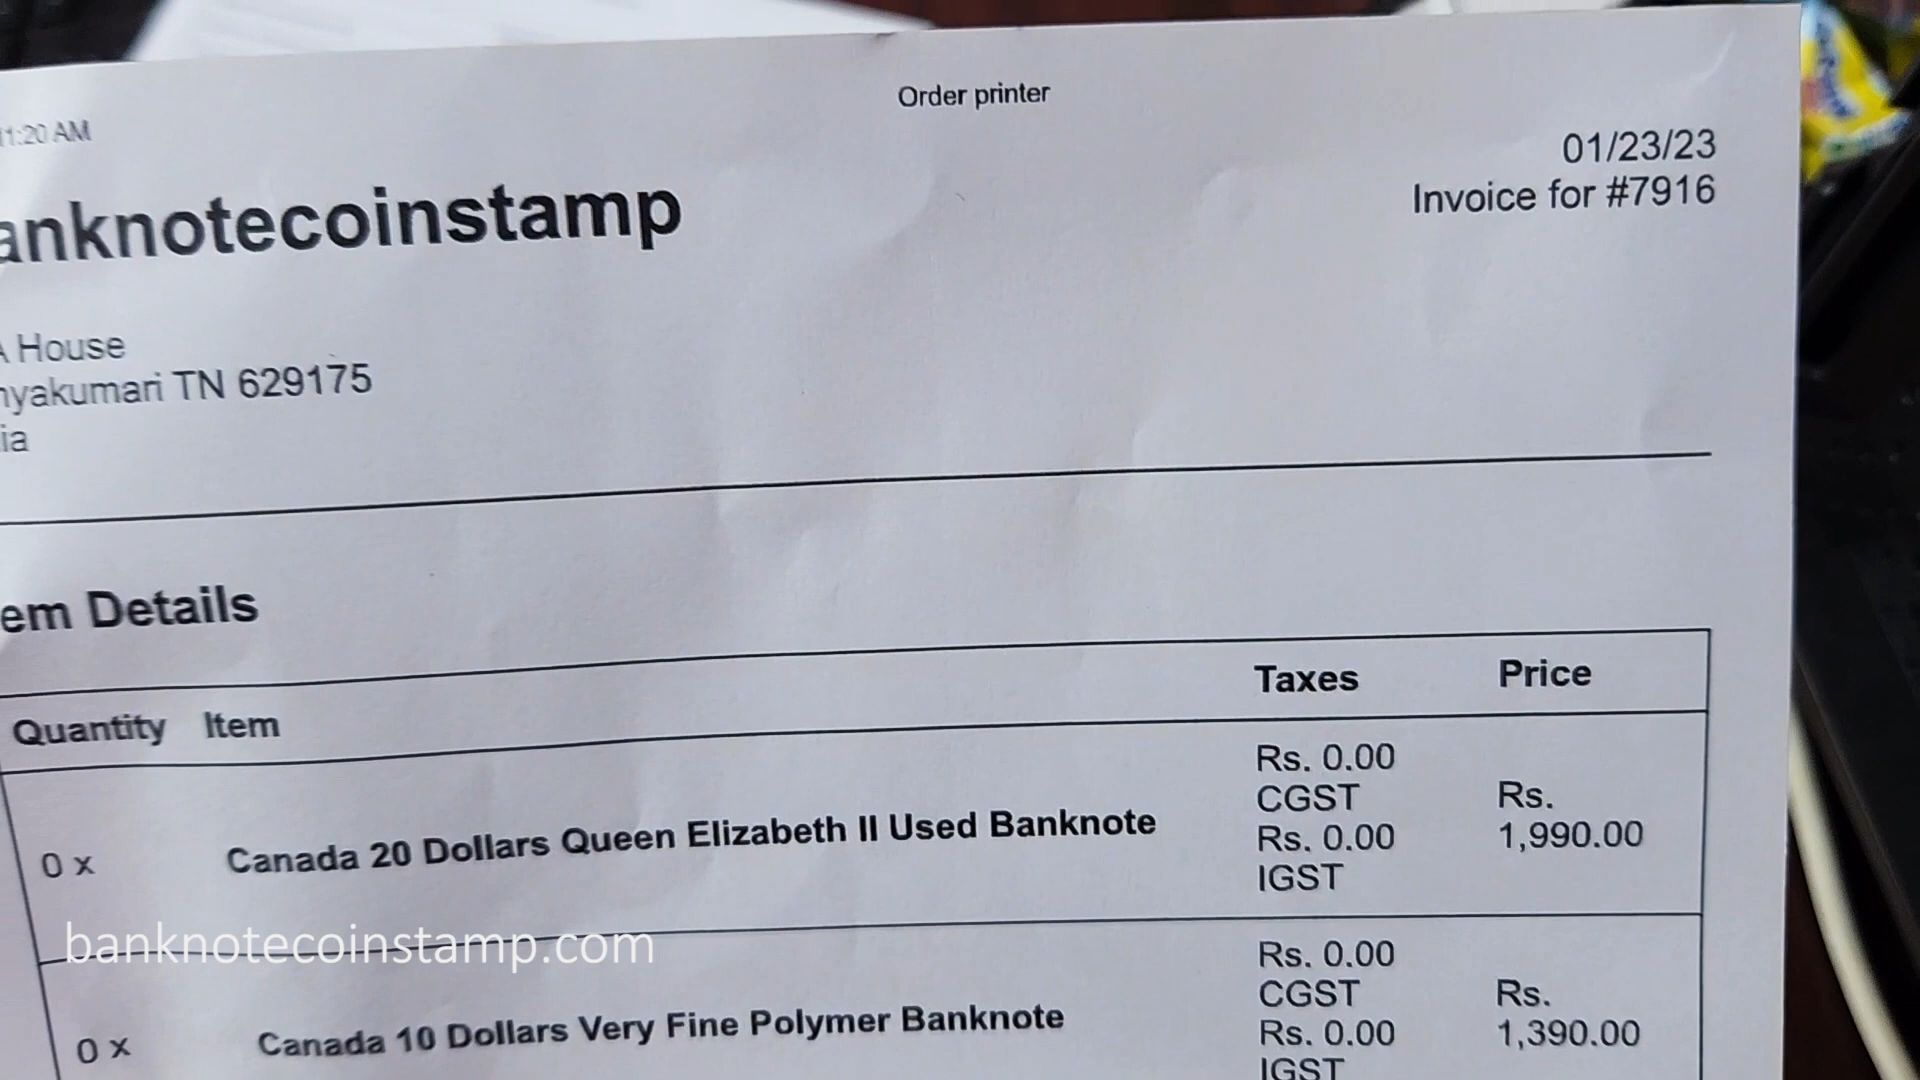 Order printer
11:20 AM
01/23/23
Invoice for #7916
anknotecoinstamp
A House
nyakumari TN 629175
ia
em Details
Quantity Item Taxes Price
0 x Canada 20 Dollars Queen Elizabeth II Used Banknote
Rs. 0.00
CGST
Rs. 0.00
IGST
Rs.
1,990.00
banknotecoinstamp.com
0 x Canada 10 Dollars Very Fine Polymer Banknote
Rs. 0.00
CGST
Rs. 0.00
IGST
Rs.
1,390.00